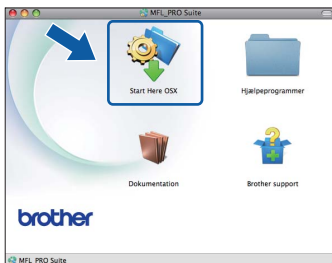 MFL_PRO Suite
Start Here OSX
Hjælpeprogrammer
Dokumentation
Brother support
brother
MFL_PRO Suite